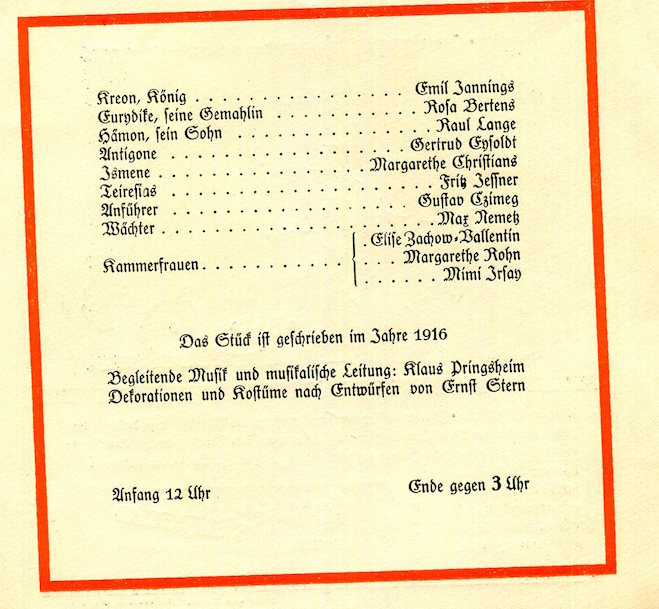 Kreon, König . . . . . . . . . . . . . . . . . . Emil Jannings
Eurydike, seine Gemahlin . . . . . . . . . . . . Rosa Bertens
Hämon, sein Sohn . . . . . . . . . . . . . . . . Raul Lange
Antigone . . . . . . . . . . . . . . . . . . . . Gertrud Eysoldt
Ismene . . . . . . . . . . . . . . . . . . Margarethe Christians
Teiresias . . . . . . . . . . . . . . . . . . . . Fritz Jessner
Anführer . . . . . . . . . . . . . . . . . . . . Gustav Czimeg
Wächter . . . . . . . . . . . . . . . . . . . . . Max Nemetz
Elise Zachow-Vallentin
Kammerfrauen . . . . . . . . . . . . Margarethe Rohn
Mimi Irsay
Das Stück ist geschrieben im Jahre 1916
Begleitende Musik und musikalische Leitung: Klaus Pringsheim
Dekorationen und Kostüme nach Entwürfen von Ernst Stern
Anfang 12 Uhr
Ende gegen 3 Uhr